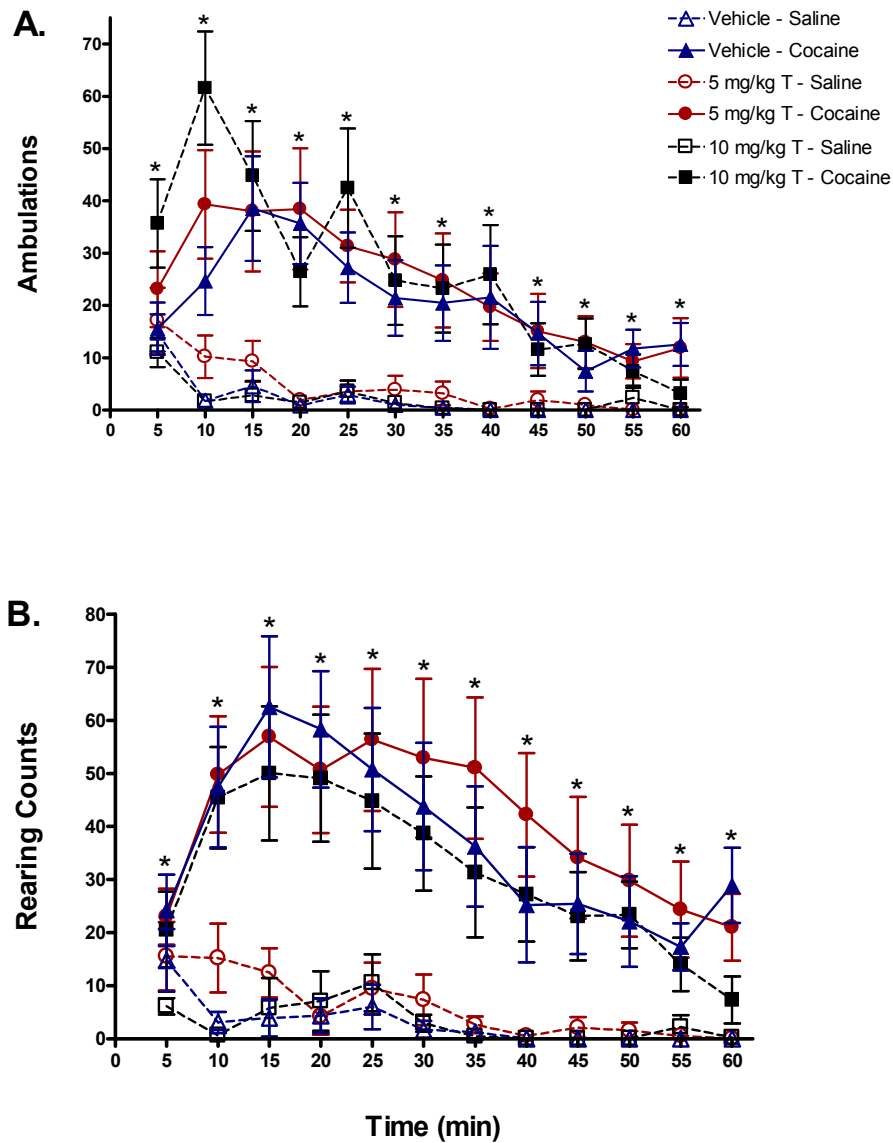 A.
Vehicle - Saline
Vehicle - Cocaine
5 mg/kg T - Saline
5 mg/kg T - Cocaine
10 mg/kg T - Saline
10 mg/kg T - Cocaine
* * * * * * * * * * * *
70
60
50
40
30
20
10
0
Ambulations
0 5 10 15 20 25 30 35 40 45 50 55 60
B.
* * * * * * * * * * * *
80
70
60
50
40
30
20
10
0
Rearing Counts
0 5 10 15 20 25 30 35 40 45 50 55 60
Time (min)